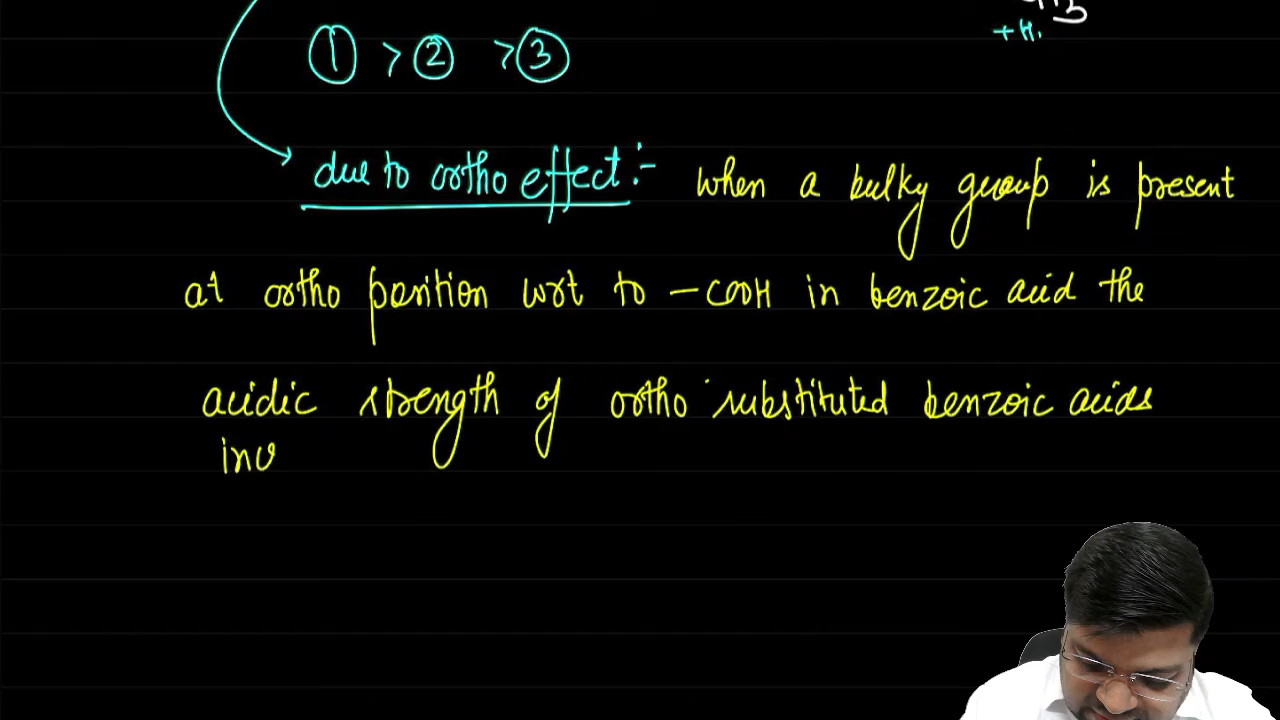 +H.
① > ② > ③
due to ortho effect :- when a bulky group is present
at ortho position wrt to -COOH in benzoic acid the
acidic strength of ortho substituted benzoic acids
inc